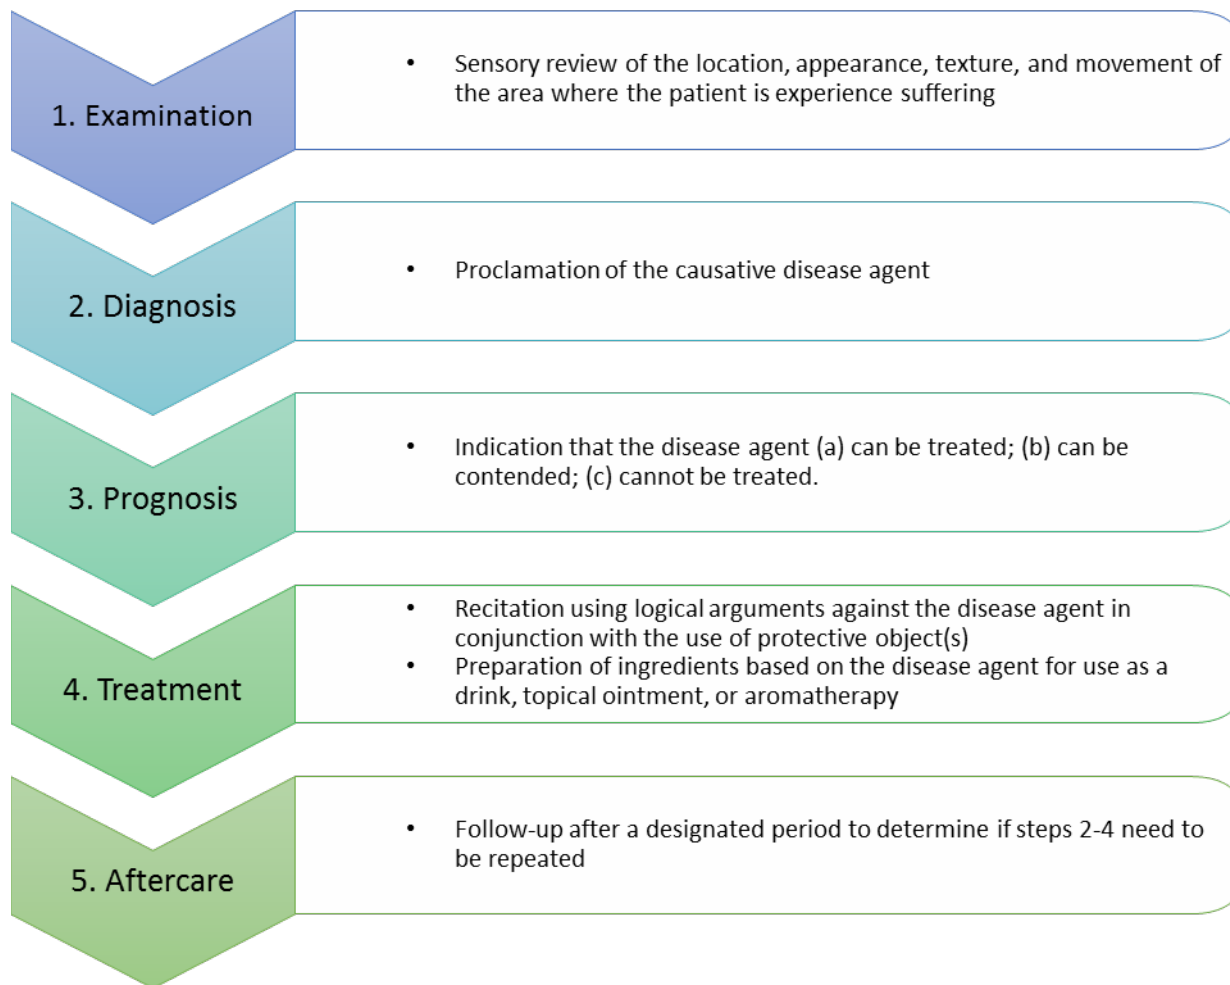 1. Examination
• Sensory review of the location, appearance, texture, and movement of
the area where the patient is experience suffering
2. Diagnosis
• Proclamation of the causative disease agent
3. Prognosis
• Indication that the disease agent (a) can be treated; (b) can be
contended; (c) cannot be treated.
4. Treatment
• Recitation using logical arguments against the disease agent in
conjunction with the use of protective object(s)
• Preparation of ingredients based on the disease agent for use as a
drink, topical ointment, or aromatherapy
5. Aftercare
• Follow-up after a designated period to determine if steps 2-4 need to
be repeated